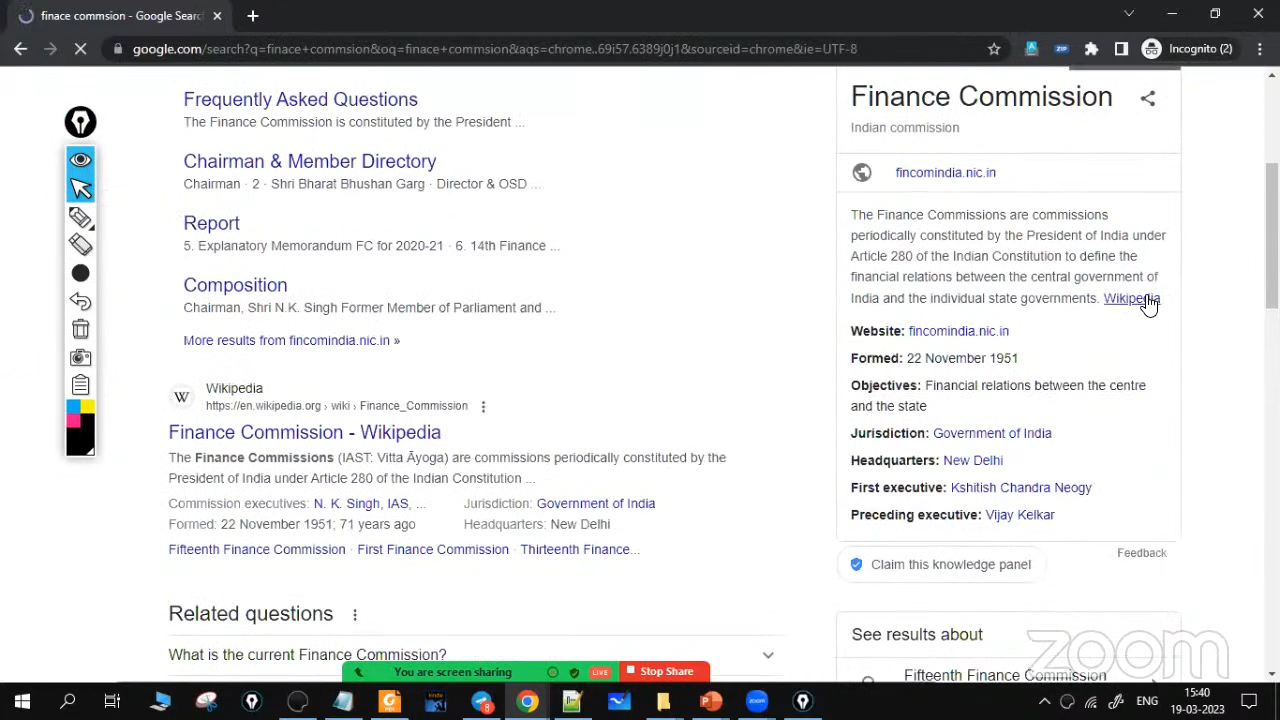 finace commsion - Google Searc
google.com/search?q=finace+commsion&oq=finace+commsion&aqs=chrome..69i57.6389j0j1&sourceid=chrome&ie=UTF-8
ZIP
Incognito (2)
Frequently Asked Questions
The Finance Commission is constituted by the President ...
Chairman & Member Directory
Chairman · 2 · Shri Bharat Bhushan Garg · Director & OSD ...
Report
5. Explanatory Memorandum FC for 2020-21 · 6. 14th Finance ...
Composition
Chairman, Shri N.K. Singh Former Member of Parliament and ...
More results from fincomindia.nic.in »
W
Wikipedia
https://en.wikipedia.org › wiki › Finance_Commission
Finance Commission - Wikipedia
The Finance Commissions (IAST: Vitta Āyoga) are commissions periodically constituted by the
President of India under Article 280 of the Indian Constitution ...
Commission executives: N. K. Singh, IAS, ... Jurisdiction: Government of India
Formed: 22 November 1951; 71 years ago Headquarters: New Delhi
Fifteenth Finance Commission · First Finance Commission · Thirteenth Finance...
Related questions
What is the current Finance Commission?
Finance Commission
Indian commission
fincomindia.nic.in
The Finance Commissions are commissions
periodically constituted by the President of India under
Article 280 of the Indian Constitution to define the
financial relations between the central government of
India and the individual state governments. Wikipedia
Website: fincomindia.nic.in
Formed: 22 November 1951
Objectives: Financial relations between the centre
and the state
Jurisdiction: Government of India
Headquarters: New Delhi
First executive: Kshitish Chandra Neogy
Preceding executive: Vijay Kelkar
Feedback
Claim this knowledge panel
See results about
Fifteenth Finance Commission
zoom
You are screen sharing
LIVE
Stop Share
kindle
zoom
ENG
15:40
19-03-2023